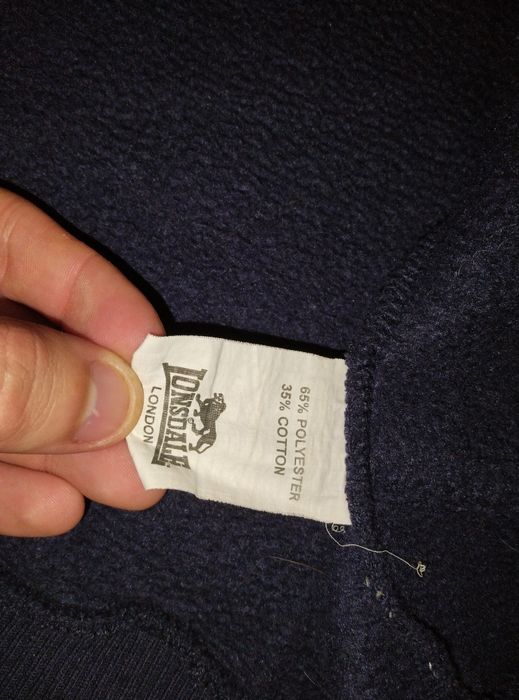 LONSDALE
LONDON
65% POLYESTER
35% COTTON